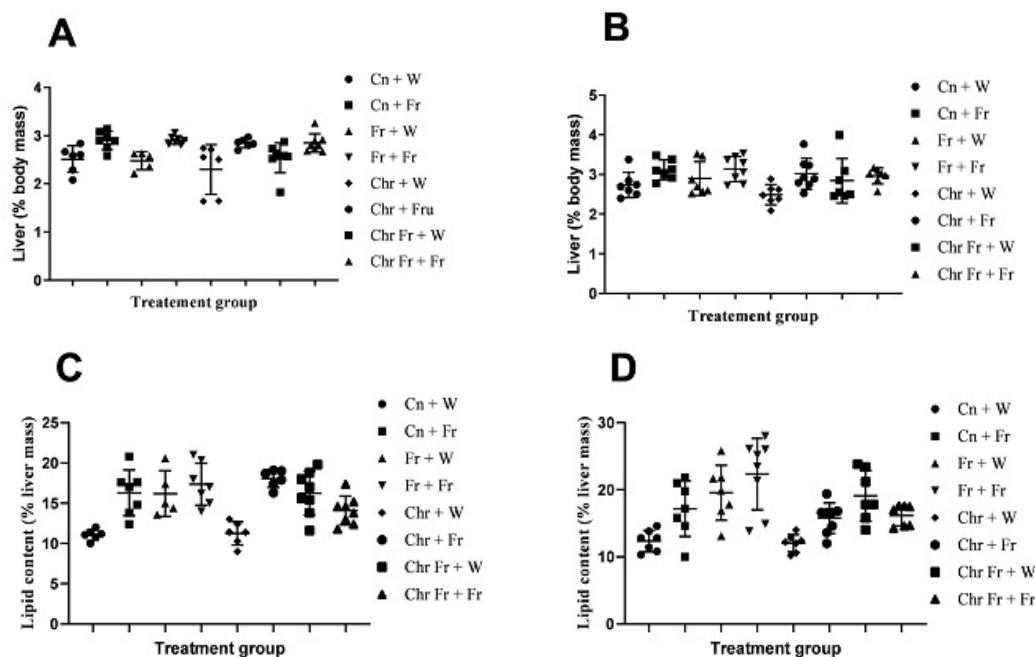 A
Liver (% body mass)
4
3
2
1
0
Treatement group
Cn + W
Cn + Fr
Fr + W
Fr + Fr
Chr + W
Chr + Fru
Chr Fr + W
Chr Fr + Fr
B
Liver (% body mass)
5
4
3
2
1
0
Treatement group
Cn + W
Cn + Fr
Fr + W
Fr + Fr
Chr + W
Chr + Fr
Chr Fr + W
Chr Fr + Fr
C
Lipid content (% liver mass)
25
20
15
10
5
0
Treatment group
Cn + W
Cn + Fr
Fr + W
Fr + Fr
Chr + W
Chr + Fr
Chr Fr + W
Chr Fr + Fr
D
Lipid content (% liver mass)
30
20
10
0
Treatment group
Cn + W
Cn + Fr
Fr + W
Fr + Fr
Chr + W
Chr + Fr
Chr Fr + W
Chr Fr + Fr